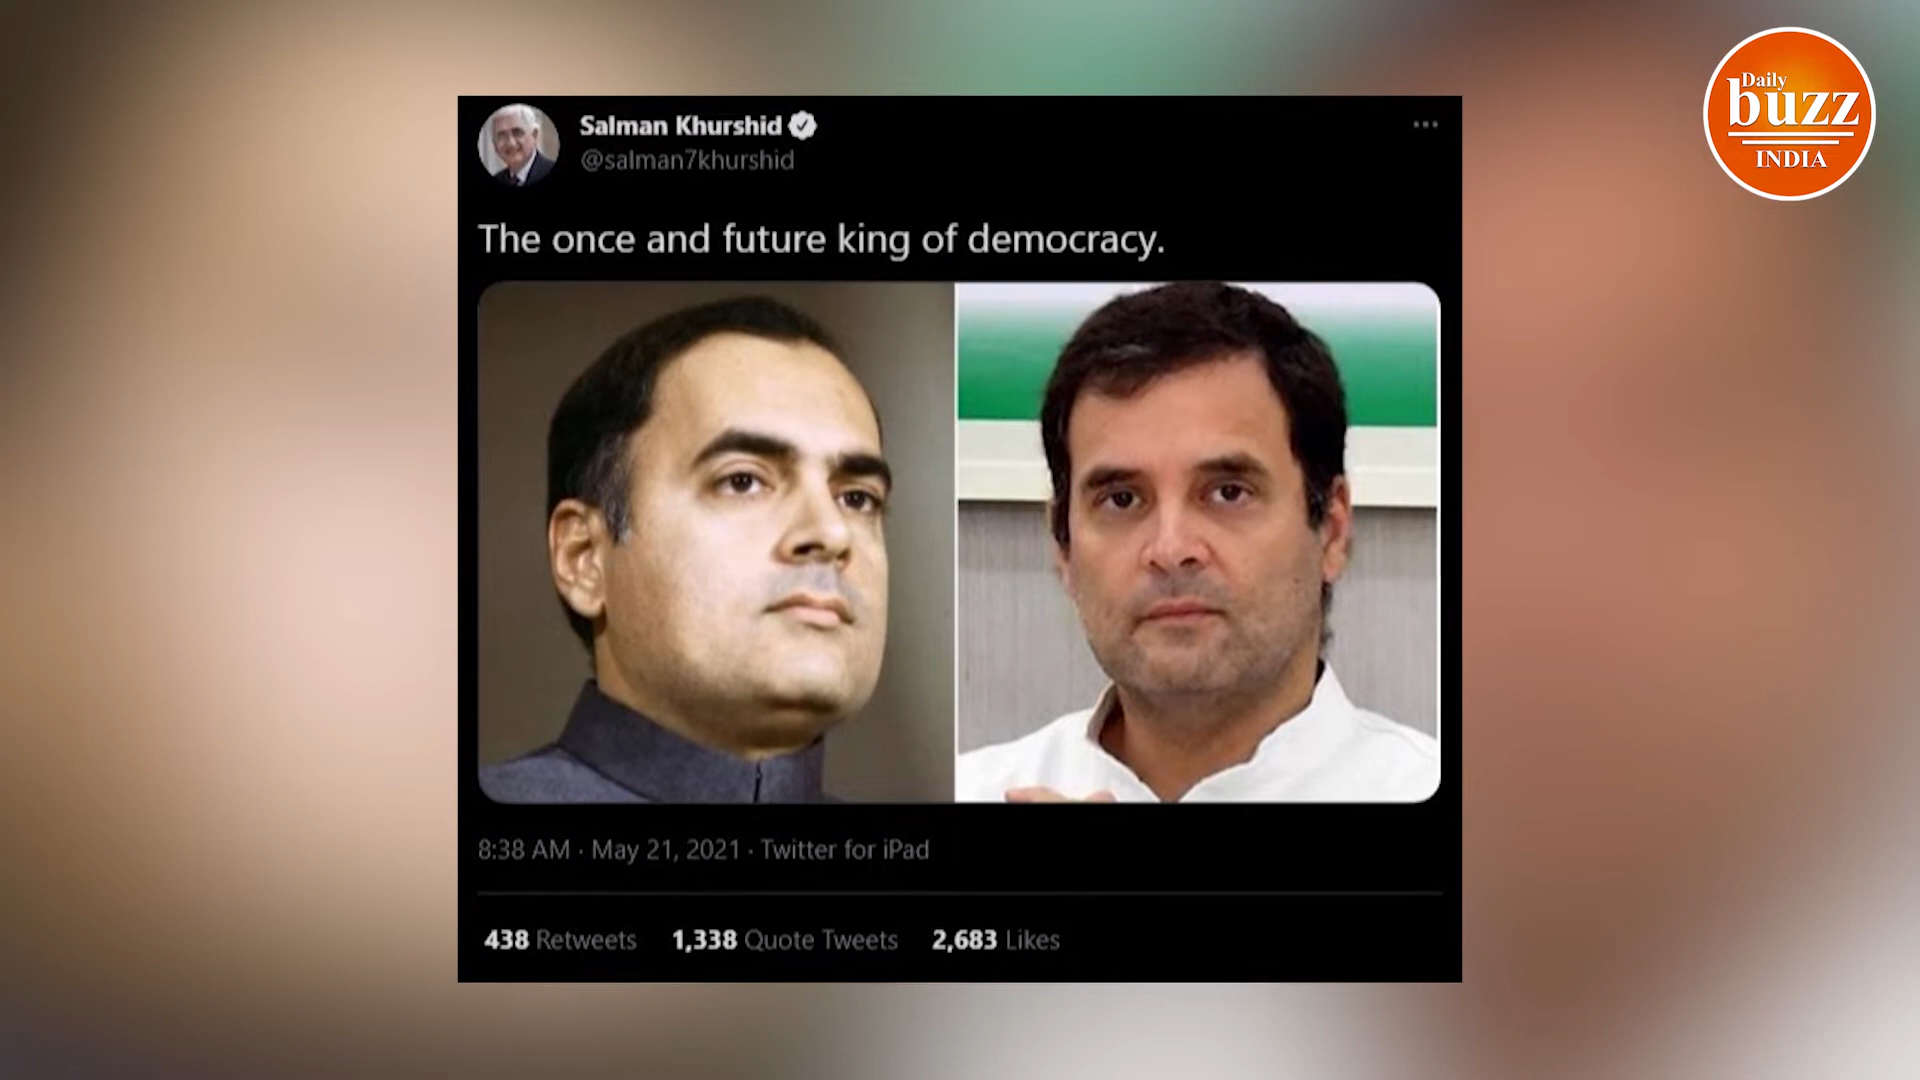 Daily
buzz
INDIA
Salman Khurshid
@salman7khurshid
The once and future king of democracy.
8:38 AM · May 21, 2021 · Twitter for iPad
438 Retweets 1,338 Quote Tweets 2,683 Likes